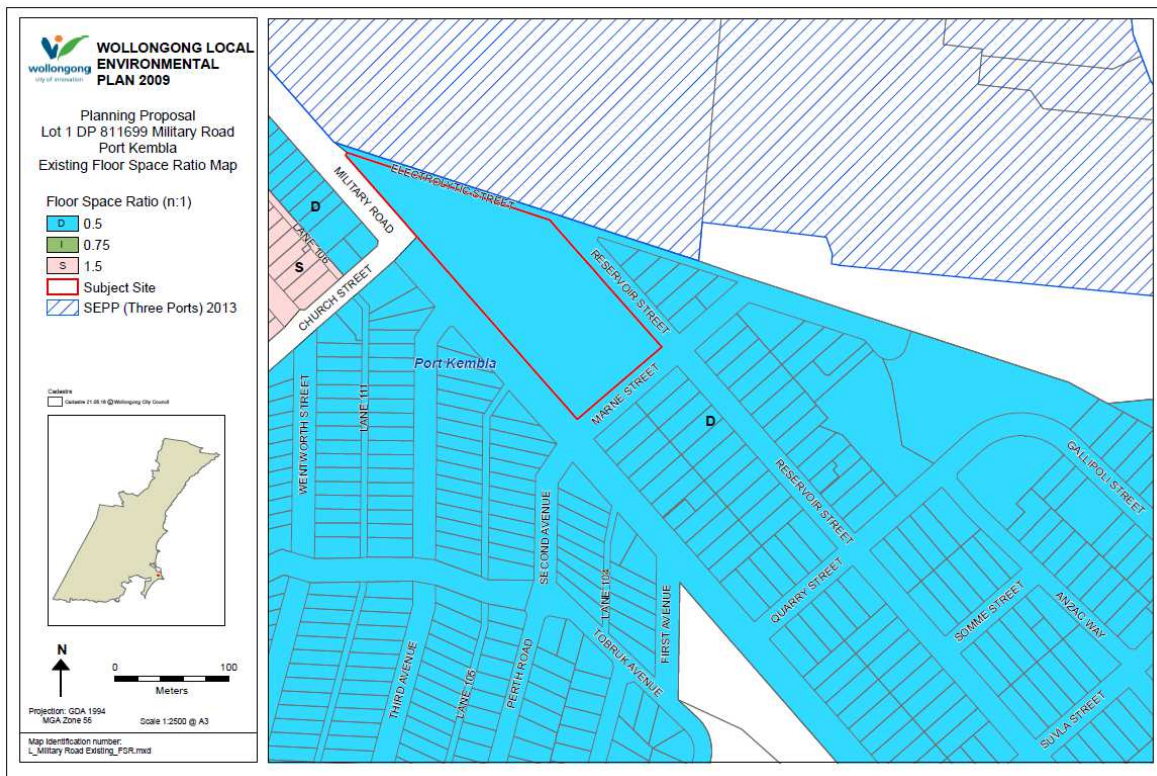 wollongong
city of innovation
WOLLONGONG LOCAL
ENVIRONMENTAL
PLAN 2009
Planning Proposal
Lot 1 DP 811699 Military Road
Port Kembla
Existing Floor Space Ratio Map
Floor Space Ratio (n:1)
D 0.5
I 0.75
S 1.5
Subject Site
SEPP (Three Ports) 2013
Cadastre
Cadastre 21.05.18 @Wollongong City Council
N
0 100
Meters
Projection: GDA 1994
MGA Zone 56
Scale 1:2500 @ A3
Map Identification number:
L_Military Road Existing_FSR.mxd
MILITARY ROAD
ELECTROLYTIC STREET
D
LANE 106
S
CHURCH STREET
RESERVOIR STREET
Port Kembla
WENTWORTH STREET
LANE 111
MARNE STREET
D
RESERVOIR STREET
GALLIPOLI STREET
SECOND AVENUE
LANE 104
FIRST AVENUE
QUARRY STREET
SOMME STREET
ANZAC WAY
THIRD AVENUE
LANE 105
PERTH ROAD
TOBRUK AVENUE
SUVLA STREET